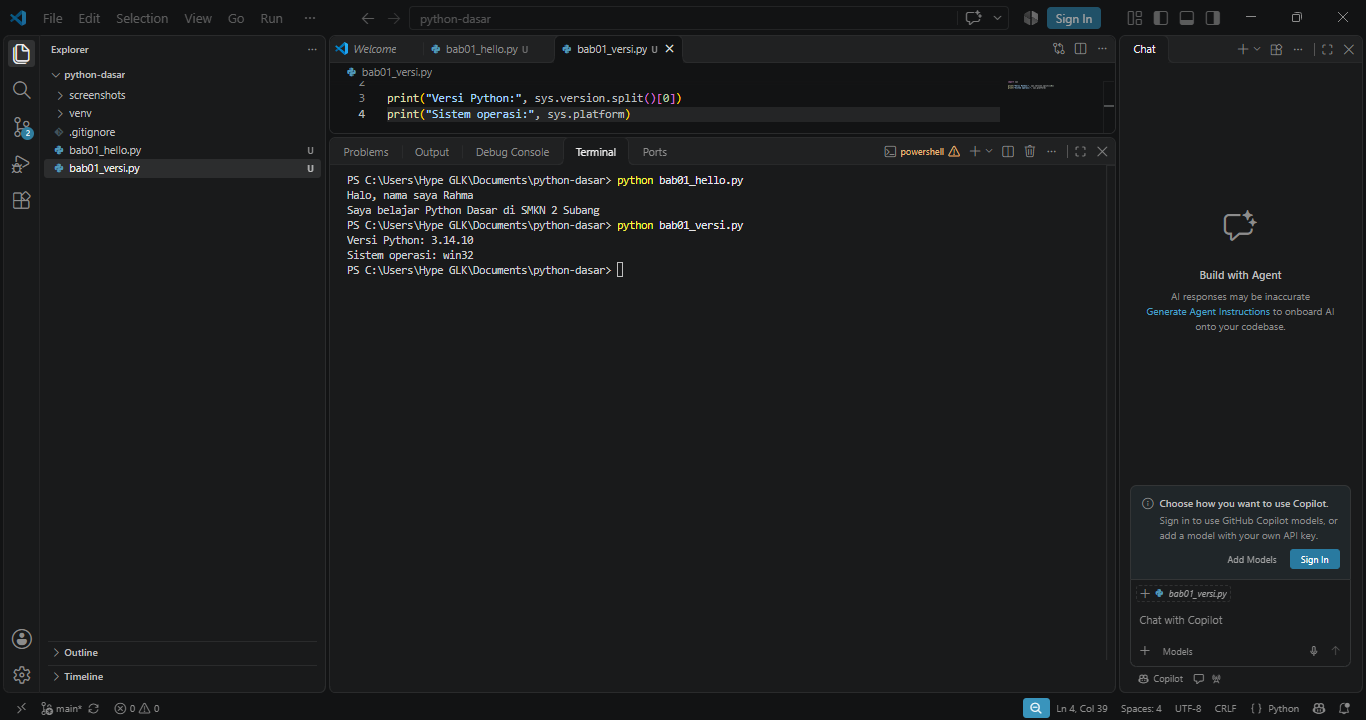 File Edit Selection View Go Run ··· python-dasar Sign In
Explorer ···
python-dasar
screenshots
venv
.gitignore
bab01_hello.py U
bab01_versi.py U
Outline
Timeline
Welcome bab01_hello.py U bab01_versi.py U
bab01_versi.py
2
3 print("Versi Python:", sys.version.split()[0])
4 print("Sistem operasi:", sys.platform)
Problems Output Debug Console Terminal Ports powershell
PS C:\Users\Hype GLK\Documents\python-dasar> python bab01_hello.py
Halo, nama saya Rahma
Saya belajar Python Dasar di SMKN 2 Subang
PS C:\Users\Hype GLK\Documents\python-dasar> python bab01_versi.py
Versi Python: 3.14.10
Sistem operasi: win32
PS C:\Users\Hype GLK\Documents\python-dasar>
Chat
Build with Agent
AI responses may be inaccurate
Generate Agent Instructions to onboard AI
onto your codebase.
Choose how you want to use Copilot.
Sign in to use GitHub Copilot models, or
add a model with your own API key.
Add Models Sign In
bab01_versi.py
Chat with Copilot
Models
Copilot
2
main* 0 0 Ln 4, Col 39 Spaces: 4 UTF-8 CRLF { } Python